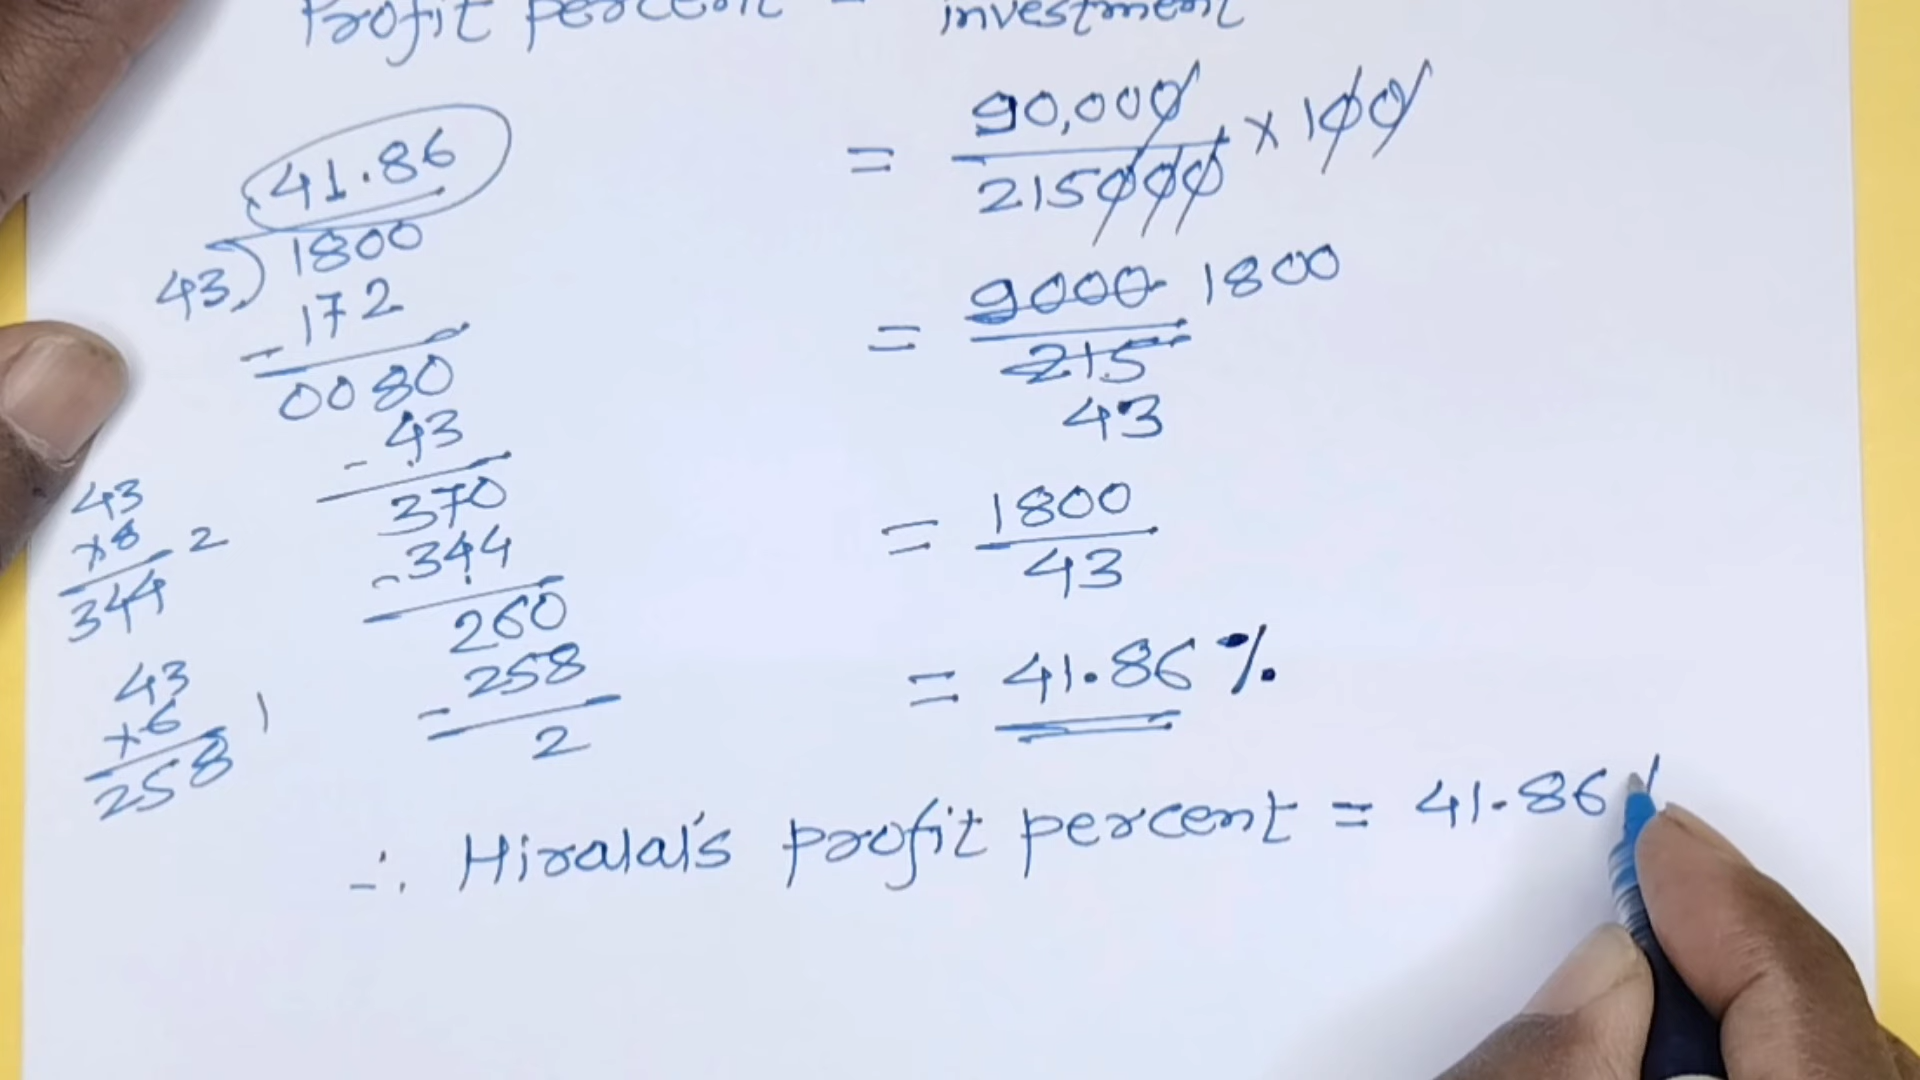 Profit percent = investment
= 90,000 / 215000 × 100
= 9000 / 215 1800 / 43
= 1800 / 43
= 41.86 %
41.86
43) 1800
- 172
0080
- 43
370
- 344
260
- 258
2
43
×8 2
344
43
×6 1
258
∴ Hiralal's profit percent = 41.86